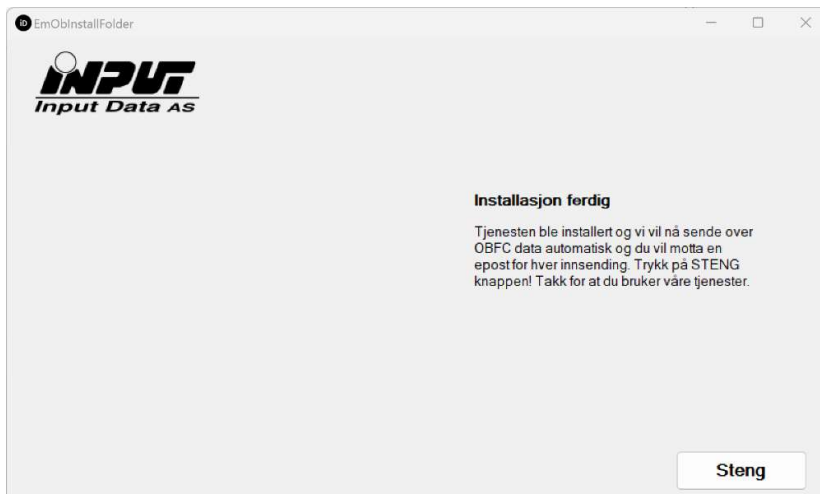 EmObInstallFolder
INPUT
Input Data AS
Installasjon ferdig
Tjenesten ble installert og vi vil nå sende over
OBFC data automatisk og du vil motta en
epost for hver innsending. Trykk på STENG
knappen! Takk for at du bruker våre tjenester.
Steng